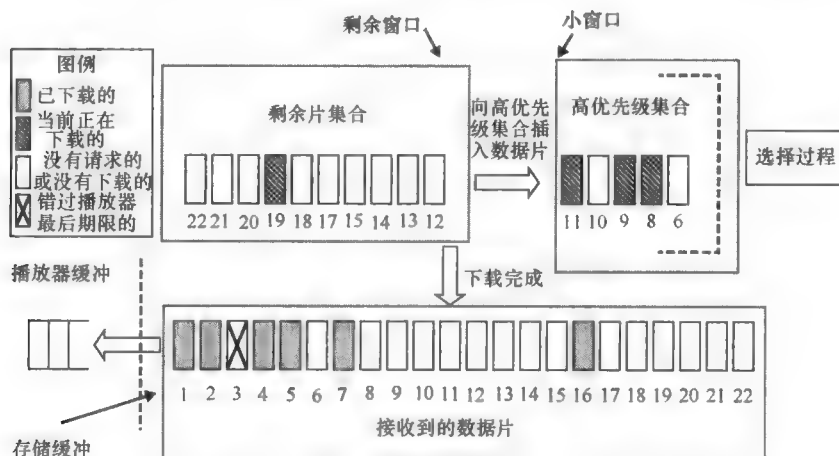 剩余窗口
小窗口
图例
已下载的
当前正在
下载的
没有请求的
或没有下载的
错过播放器
最后期限的
剩余片集合
22 21 20 19 18 17 15 14 13 12
向高优先
级集合插
入数据片
高优先级集合
11 10 9 8 6
选择过程
下载完成
播放器缓冲
1 2 3 4 5 6 7 8 9 10 11 12 13 14 15 16 17 18 19 20 21 22
接收到的数据片
存储缓冲